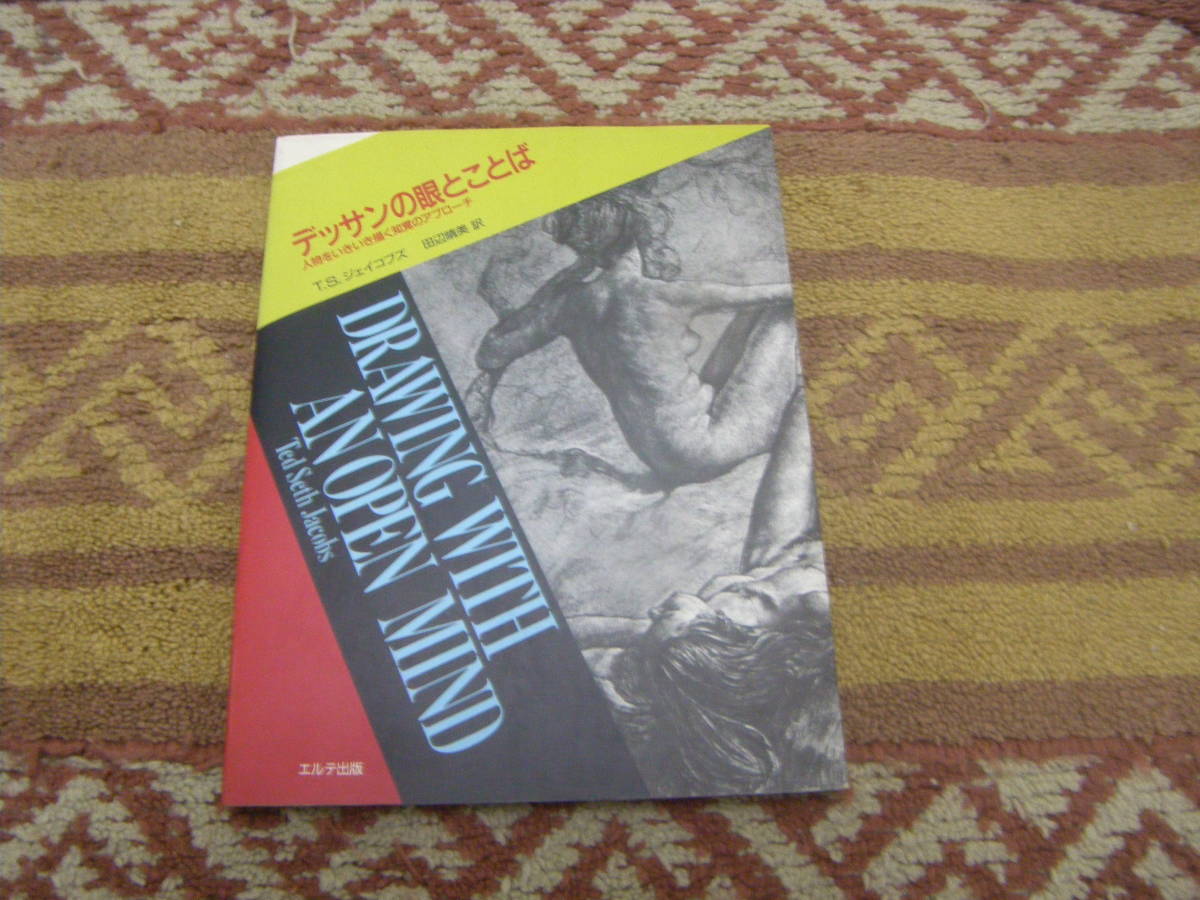 デッサンの眼とことば
人物をいきいき描く知覚のアプローチ
T.S.ジェイコブズ 田辺晴美 訳
DRAWING WITH
AN OPEN MIND
Ted Seth Jacobs
エルテ出版